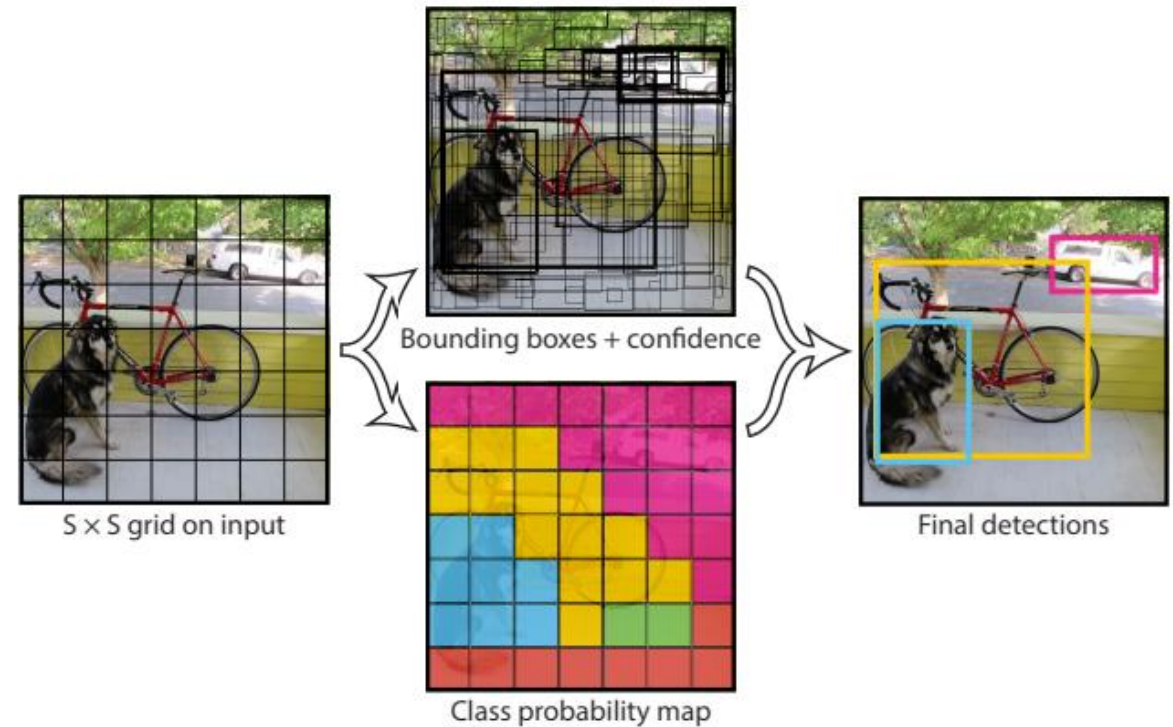 S × S grid on input
Bounding boxes + confidence
Class probability map
Final detections